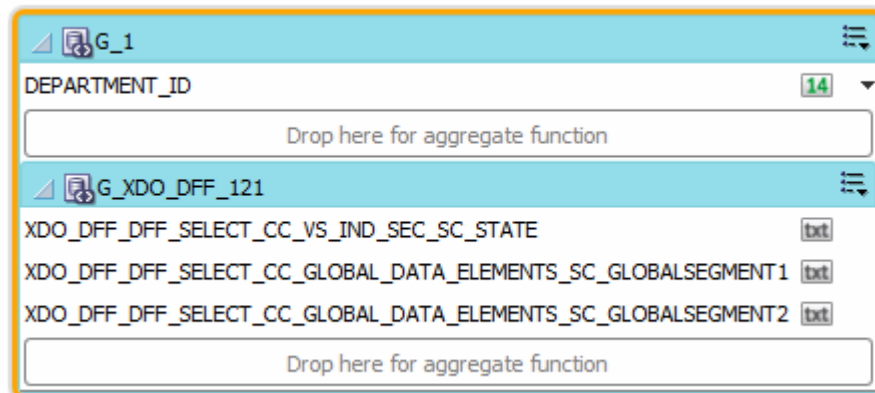 G_1
DEPARTMENT_ID 14
Drop here for aggregate function
G_XDO_DFF_121
XDO_DFF_DFF_SELECT_CC_VS_IND_SEC_SC_STATE txt
XDO_DFF_DFF_SELECT_CC_GLOBAL_DATA_ELEMENTS_SC_GLOBALSEGMENT1 txt
XDO_DFF_DFF_SELECT_CC_GLOBAL_DATA_ELEMENTS_SC_GLOBALSEGMENT2 txt
Drop here for aggregate function